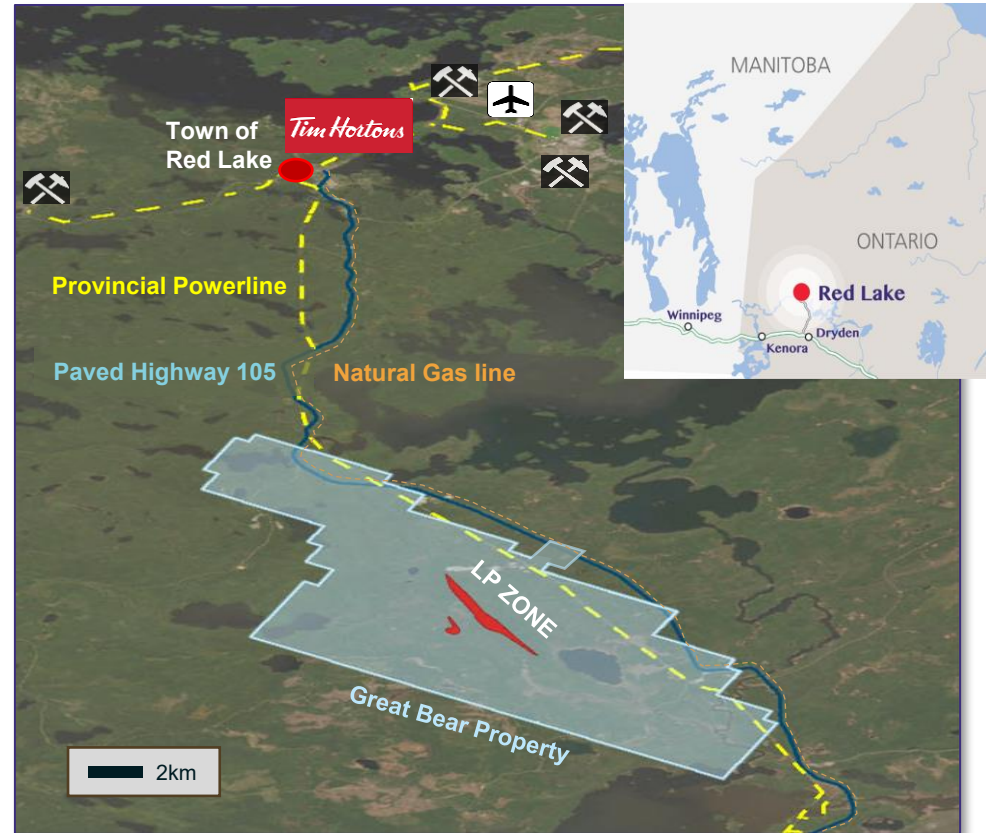 Town of
Red Lake
Tim Hortons
Provincial Powerline
Paved Highway 105
Natural Gas line
LP ZONE
Great Bear Property
2km
MANITOBA
ONTARIO
Red Lake
Winnipeg
Dryden
Kenora